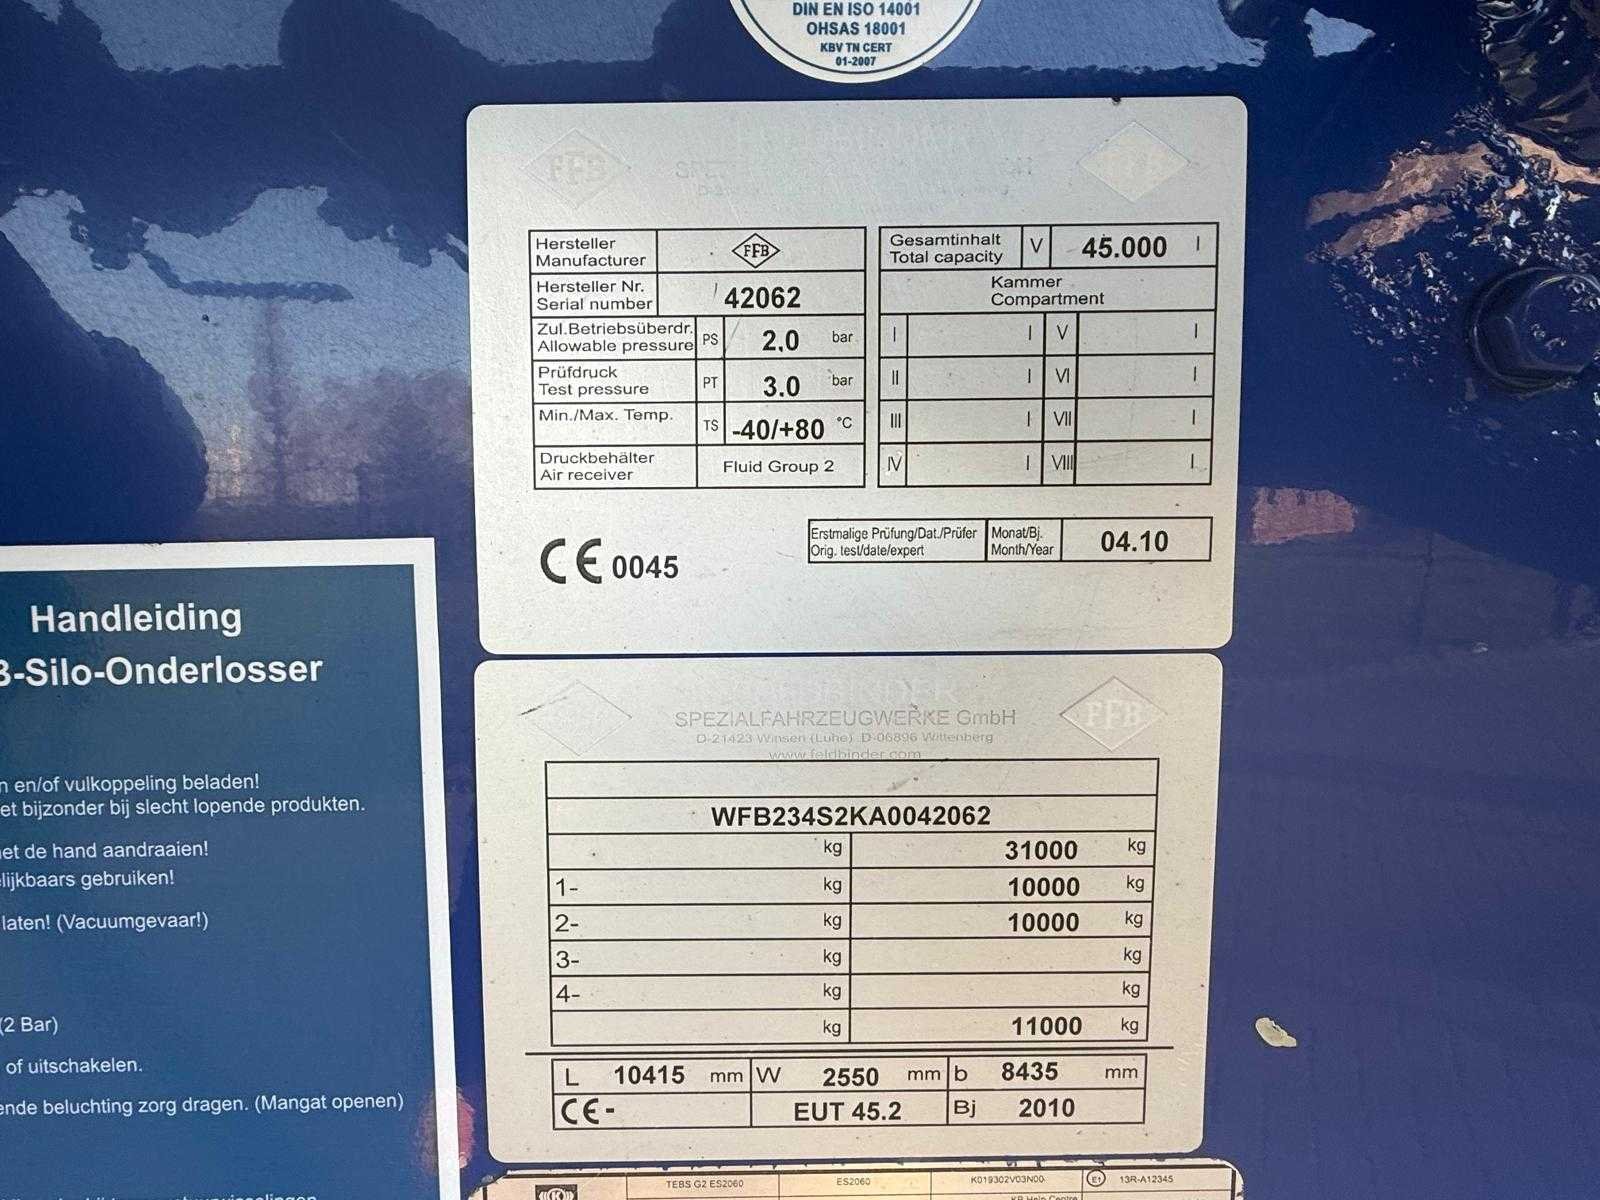 DIN EN ISO 14001
OHSAS 18001
KBV TN CERT
01-2007
FFB
FFB
Hersteller
Manufacturer
FFB
Hersteller Nr.
Serial number
42062
Zul.Betriebsüberdr.
Allowable pressure
PS
2.0
bar
Prüfdruck
Test pressure
PT
3.0
bar
Min./Max. Temp.
TS
-40/+80
°C
Druckbehälter
Air receiver
Fluid Group 2
Gesamtinhalt
Total capacity
V
45.000
l
Kammer
Compartment
I
l
V
l
II
l
VI
l
III
l
VII
l
IV
l
VIII
l
CE 0045
Erstmalige Prüfung/Dat./Prüfer
Orig. test/date/expert
Monat/Bj.
Month/Year
04.10
Handleiding
-Silo-Onderlosser
en/of vulkoppeling beladen!
bijzonder bij slecht lopende produkten.
de hand aandraaien!
gebruiken!
laten! (Vacuumgevaar!)
(2 Bar)
of uitschakelen.
beluchting zorg dragen. (Mangat openen)
SPEZIALFAHRZEUGWERKE GmbH
D-21423 Winsen (Luhe) D-06896 Wittenberg
www.feldbinder.com
FFB
WFB234S2KA0042062
kg 31000 kg
1- kg 10000 kg
2- kg 10000 kg
3- kg kg
4- kg kg
kg 11000 kg
L 10415 mm W 2550 mm b 8435 mm
CE- EUT 45.2 Bj 2010
TEBS G2 ES2060
ES2060
K019302V03N00
E1
13R-A12345